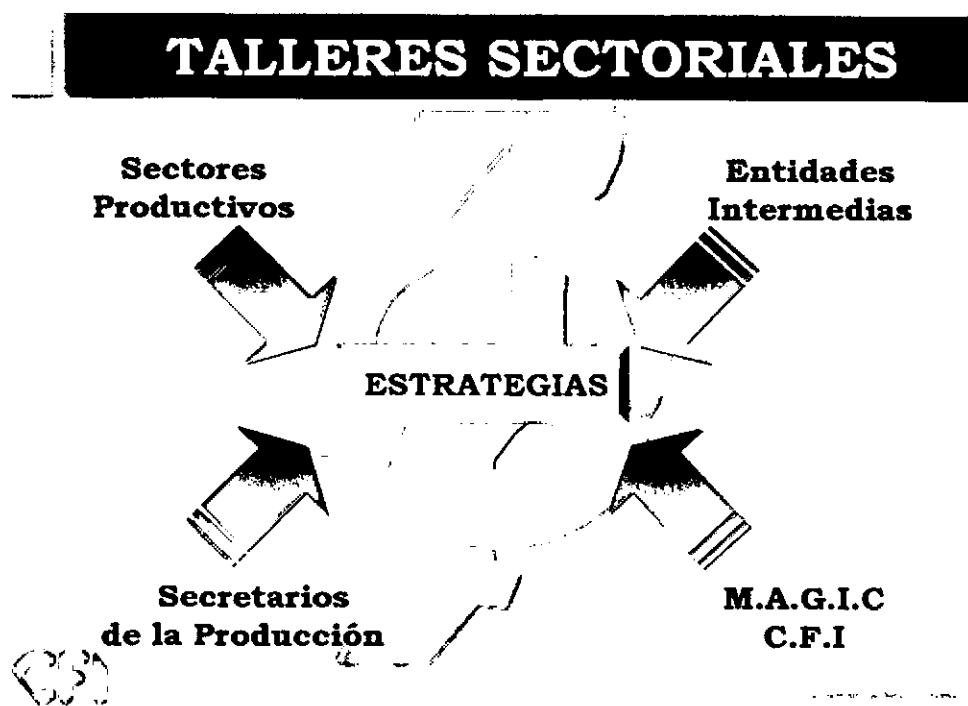 TALLERES SECTORIALES
Sectores
Productivos
Entidades
Intermedias
ESTRATEGIAS
Secretarios
de la Producción
M.A.G.I.C
C.F.I